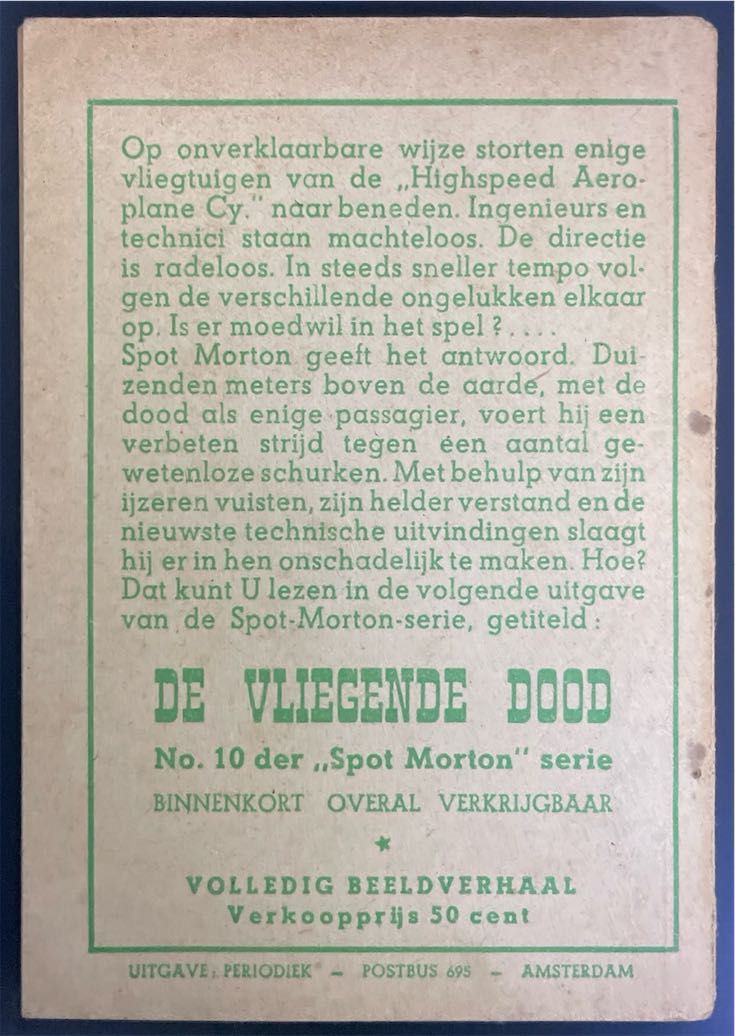 Op onverklaarbare wijze storten enige
vliegtuigen van de „Highspeed Aero-
plane Cy." naar beneden. Ingenieurs en
technici staan machteloos. De directie
is radeloos. In steeds sneller tempo vol-
gen de verschillende ongelukken elkaar
op. Is er moedwil in het spel ? . . . .
Spot Morton geeft het antwoord. Dui-
zenden meters boven de aarde, met de
dood als enige passagier, voert hij een
verbeten strijd tegen éen aantal ge-
wetenloze schurken. Met behulp van zijn
ijzeren vuisten, zijn helder verstand en de
nieuwste technische uitvindingen slaagt
hij er in hen onschadelijk te maken. Hoe?
Dat kunt U lezen in de volgende uitgave
van de Spot-Morton-serie, getiteld :
DE VLIEGENDE DOOD
No. 10 der „Spot Morton" serie
BINNENKORT OVERAL VERKRIJGBAAR
VOLLEDIG BEELDVERHAAL
Verkoopprijs 50 cent
UITGAVE: PERIODIEK — POSTBUS 695 — AMSTERDAM